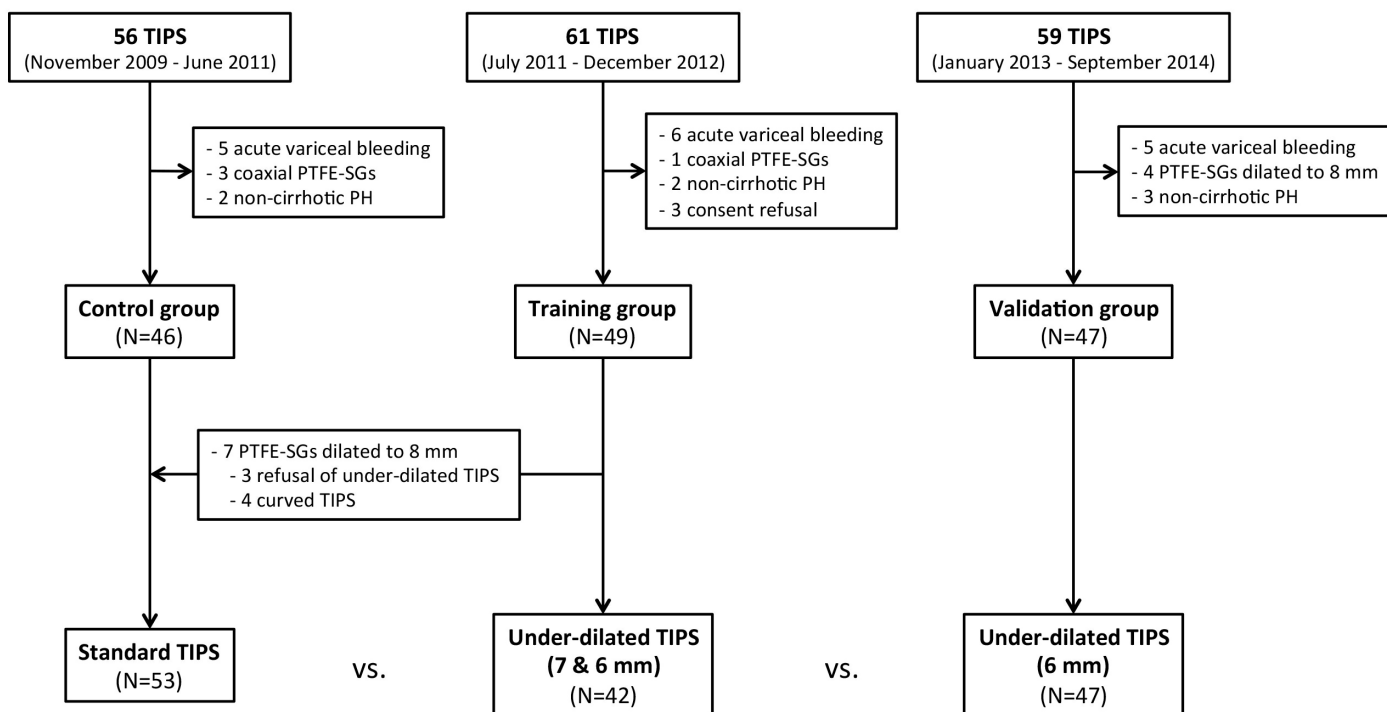 56 TIPS
(November 2009 - June 2011)
61 TIPS
(July 2011 - December 2012)
59 TIPS
(January 2013 - September 2014)
- 5 acute variceal bleeding
- 3 coaxial PTFE-SGs
- 2 non-cirrhotic PH
- 6 acute variceal bleeding
- 1 coaxial PTFE-SGs
- 2 non-cirrhotic PH
- 3 consent refusal
- 5 acute variceal bleeding
- 4 PTFE-SGs dilated to 8 mm
- 3 non-cirrhotic PH
Control group
(N=46)
Training group
(N=49)
Validation group
(N=47)
- 7 PTFE-SGs dilated to 8 mm
- 3 refusal of under-dilated TIPS
- 4 curved TIPS
Standard TIPS
(N=53)
vs.
Under-dilated TIPS
(7 & 6 mm)
(N=42)
vs.
Under-dilated TIPS
(6 mm)
(N=47)